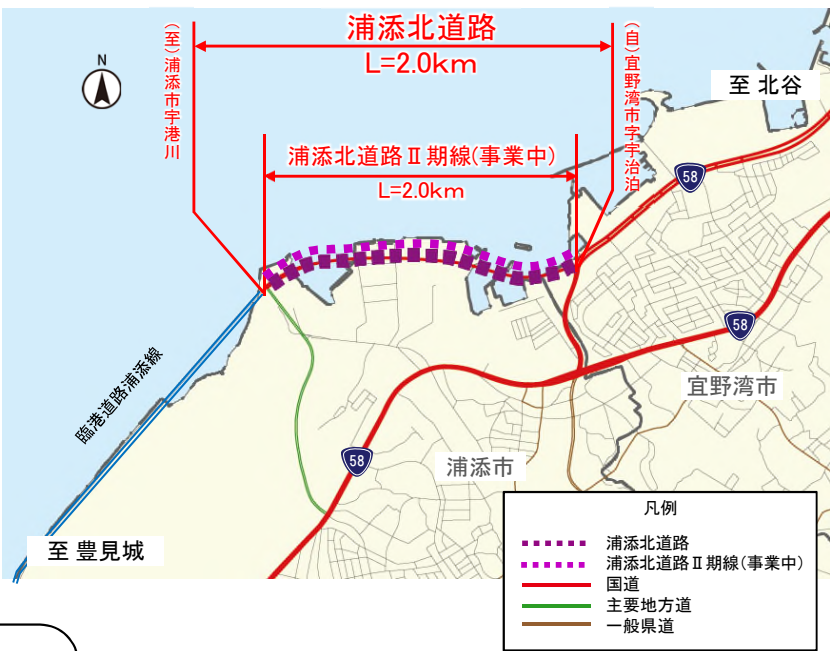 浦添北道路
L=2.0km
(至)浦添市字港川
(自)宜野湾市字宇治泊
N
至 北谷
浦添北道路Ⅱ期線(事業中)
L=2.0km
58
58
臨港道路浦添線
宜野湾市
58
浦添市
至 豊見城
凡例
浦添北道路
浦添北道路Ⅱ期線(事業中)
国道
主要地方道
一般県道